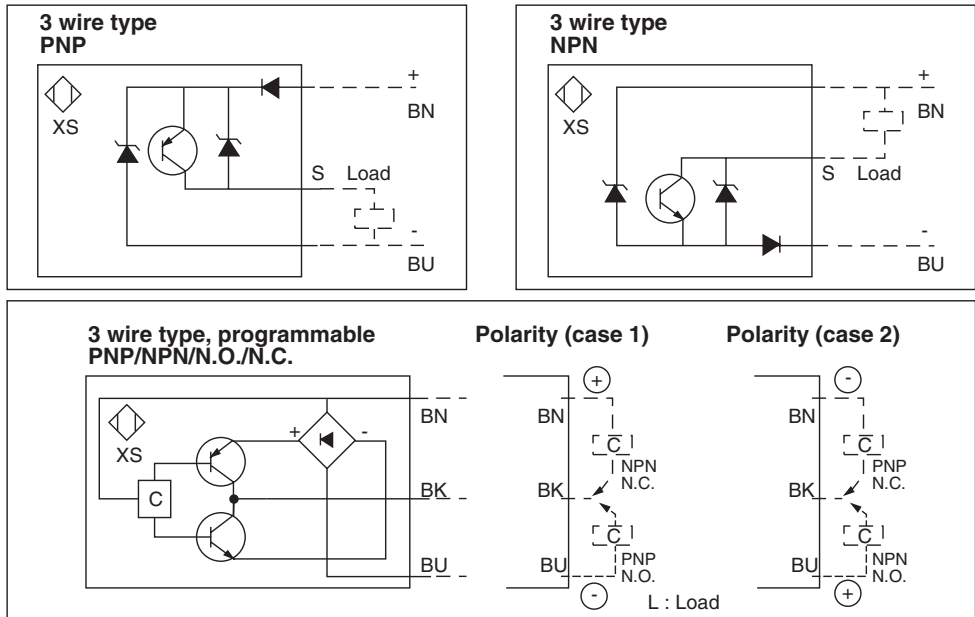 3 wire type
PNP
XS
+
BN
S Load
-
BU
3 wire type
NPN
XS
+
BN
S Load
-
BU
3 wire type, programmable
PNP/NPN/N.O./N.C.
XS
C
+ -
BN
BK
BU
Polarity (case 1)
+
BN
C
NPN
N.C.
BK
C
PNP
N.O.
BU
-
L : Load
Polarity (case 2)
-
BN
C
PNP
N.C.
BK
C
NPN
N.O.
BU
+